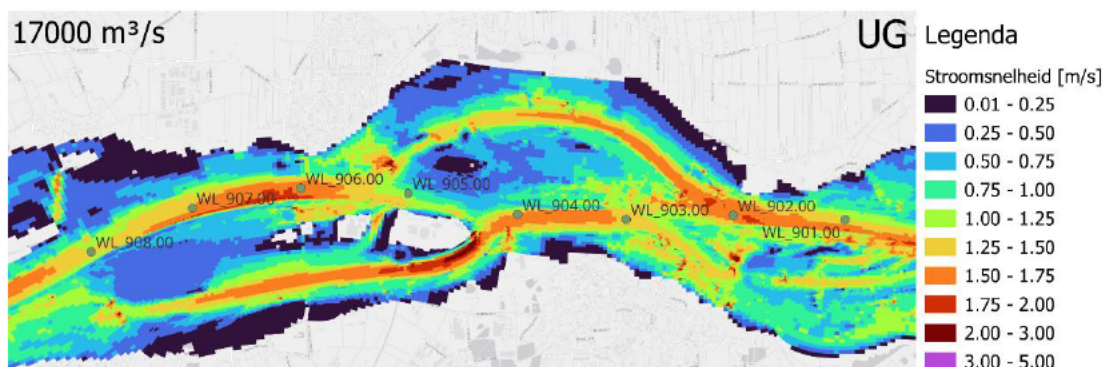 17000 m³/s
UG
Legenda
Stroomsnelheid [m/s]
0.01 - 0.25
0.25 - 0.50
0.50 - 0.75
0.75 - 1.00
1.00 - 1.25
1.25 - 1.50
1.50 - 1.75
1.75 - 2.00
2.00 - 3.00
3.00 - 5.00
WL_906.00
WL_905.00
WL_907.00
WL_904.00
WL_903.00
WL_902.00
WL_901.00
WL_908.00